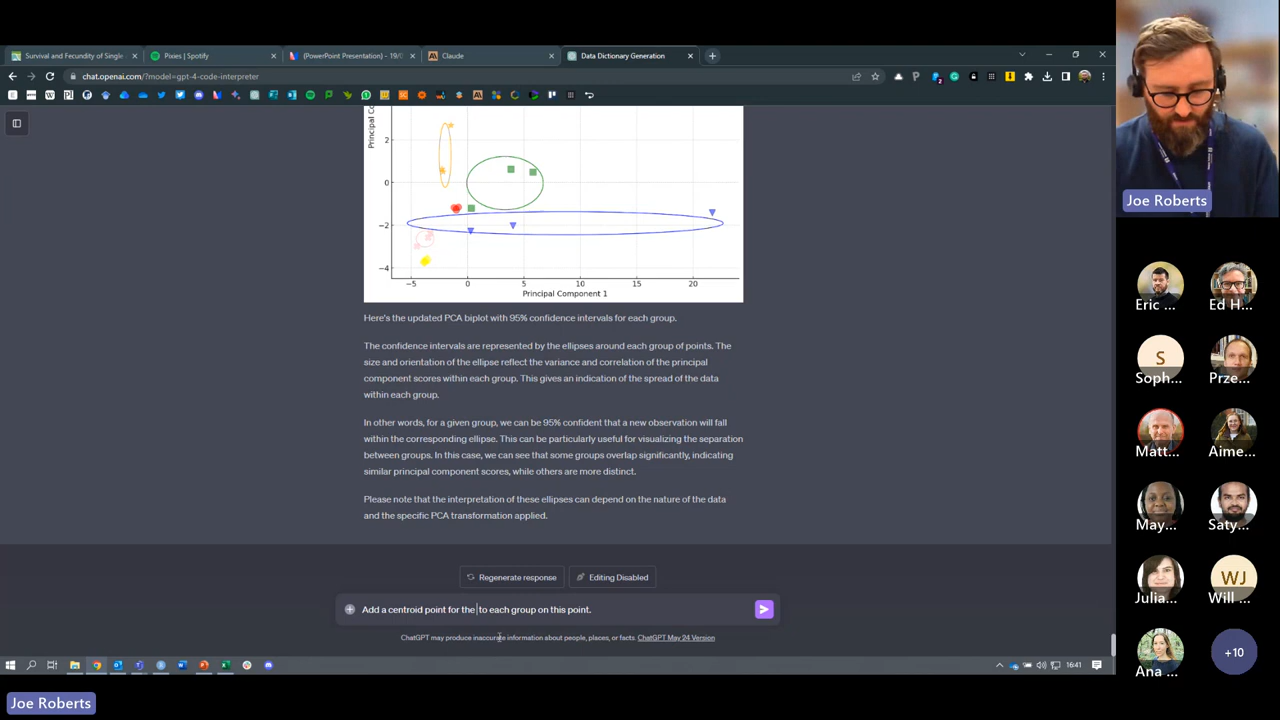 Survival and Fecundity of Single
Pixies | Spotify
(PowerPoint Presentation) – 19/0
Claude
Data Dictionary Generation
chat.openai.com/?model=gpt-4-code-interpreter
Principal Co
2
0
−2
−4
−5
0
5
10
15
20
Principal Component 1
Here's the updated PCA biplot with 95% confidence intervals for each group.
The confidence intervals are represented by the ellipses around each group of points. The
size and orientation of the ellipse reflect the variance and correlation of the principal
component scores within each group. This gives an indication of the spread of the data
within each group.
In other words, for a given group, we can be 95% confident that a new observation will fall
within the corresponding ellipse. This can be particularly useful for visualizing the separation
between groups. In this case, we can see that some groups overlap significantly, indicating
similar principal component scores, while others are more distinct.
Please note that the interpretation of these ellipses can depend on the nature of the data
and the specific PCA transformation applied.
Regenerate response
Editing Disabled
Add a centroid point for the to each group on this point.
ChatGPT may produce inaccurate information about people, places, or facts. ChatGPT May 24 Version
16:41
Joe Roberts
Joe Roberts
Eric ...
Ed H...
S
Soph...
Prze...
Matt...
Aime...
May...
Saty...
Julia...
WJ
Will ...
Ana ...
+10